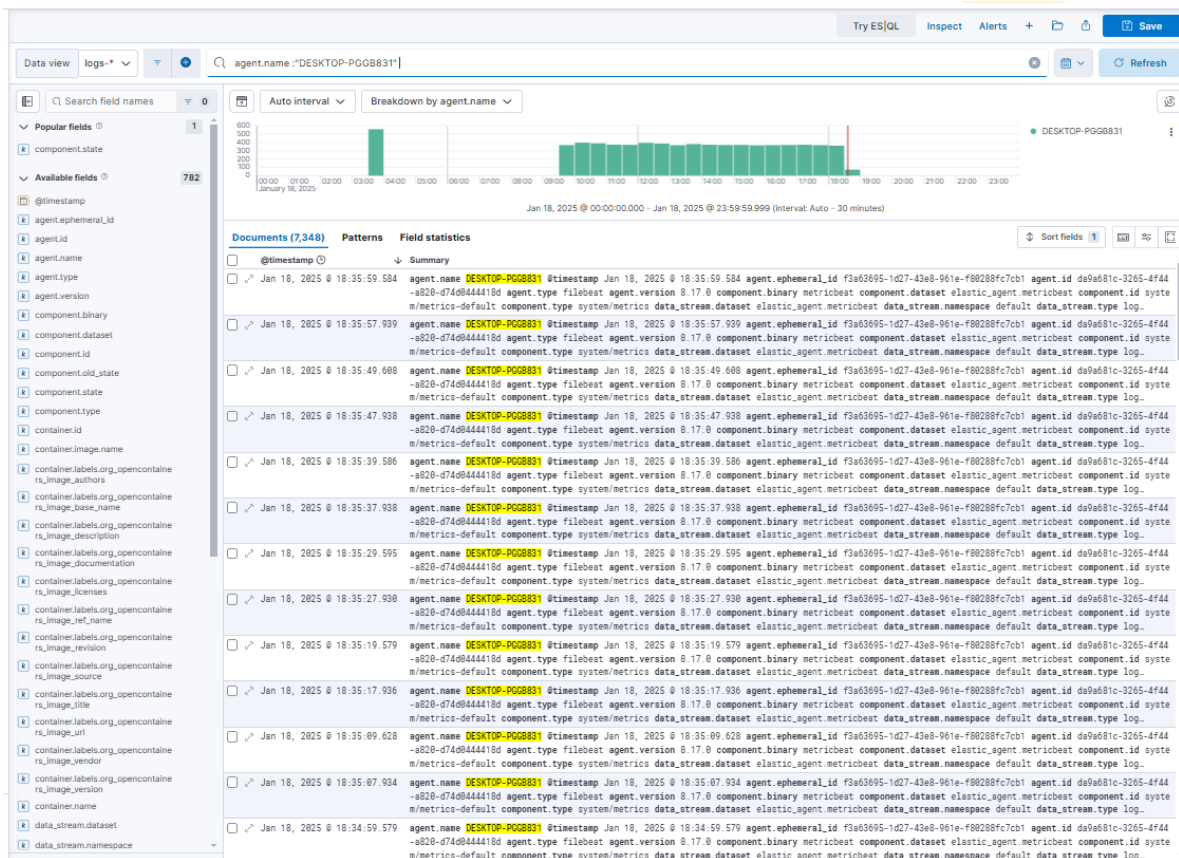 Try ES|QL Inspect Alerts + Save
Data view logs-* agent.name :"DESKTOP-PGGB831" Refresh
Search field names 0
Auto interval Breakdown by agent.name
Popular fields 1
component.state
Available fields 782
@timestamp
agent.ephemeral_id
agent.id
agent.name
agent.type
agent.version
component.binary
component.dataset
component.id
component.old_state
component.state
component.type
container.id
container.image.name
container.labels.org_opencontaine
rs_image_authors
container.labels.org_opencontaine
rs_image_base_name
container.labels.org_opencontaine
rs_image_description
container.labels.org_opencontaine
rs_image_documentation
container.labels.org_opencontaine
rs_image_licenses
container.labels.org_opencontaine
rs_image_ref_name
container.labels.org_opencontaine
rs_image_revision
container.labels.org_opencontaine
rs_image_source
container.labels.org_opencontaine
rs_image_title
container.labels.org_opencontaine
rs_image_url
container.labels.org_opencontaine
rs_image_vendor
container.labels.org_opencontaine
rs_image_version
container.name
data_stream.dataset
data_stream.namespace
600
500
400
300
200
100
0
00:00 01:00 02:00 03:00 04:00 05:00 06:00 07:00 08:00 09:00 10:00 11:00 12:00 13:00 14:00 15:00 16:00 17:00 18:00 19:00 20:00 21:00 22:00 23:00
January 18, 2025
DESKTOP-PGGB831
Jan 18, 2025 @ 00:00:00.000 - Jan 18, 2025 @ 23:59:59.999 (interval: Auto - 30 minutes)
Documents (7,348) Patterns Field statistics Sort fields 1
@timestamp Summary
Jan 18, 2025 @ 18:35:59.584 agent.name DESKTOP-PGGB831 @timestamp Jan 18, 2025 @ 18:35:59.584 agent.ephemeral_id f3a63695-1d27-43e8-961e-f80288fc7cb1 agent.id da9a681c-3265-4f44
-a820-d74d0444418d agent.type filebeat agent.version 8.17.0 component.binary metricbeat component.dataset elastic_agent.metricbeat component.id syste
m/metrics-default component.type system/metrics data_stream.dataset elastic_agent.metricbeat data_stream.namespace default data_stream.type log…
Jan 18, 2025 @ 18:35:57.939 agent.name DESKTOP-PGGB831 @timestamp Jan 18, 2025 @ 18:35:57.939 agent.ephemeral_id f3a63695-1d27-43e8-961e-f80288fc7cb1 agent.id da9a681c-3265-4f44
-a820-d74d0444418d agent.type filebeat agent.version 8.17.0 component.binary metricbeat component.dataset elastic_agent.metricbeat component.id syste
m/metrics-default component.type system/metrics data_stream.dataset elastic_agent.metricbeat data_stream.namespace default data_stream.type log…
Jan 18, 2025 @ 18:35:49.608 agent.name DESKTOP-PGGB831 @timestamp Jan 18, 2025 @ 18:35:49.608 agent.ephemeral_id f3a63695-1d27-43e8-961e-f80288fc7cb1 agent.id da9a681c-3265-4f44
-a820-d74d0444418d agent.type filebeat agent.version 8.17.0 component.binary metricbeat component.dataset elastic_agent.metricbeat component.id syste
m/metrics-default component.type system/metrics data_stream.dataset elastic_agent.metricbeat data_stream.namespace default data_stream.type log…
Jan 18, 2025 @ 18:35:47.938 agent.name DESKTOP-PGGB831 @timestamp Jan 18, 2025 @ 18:35:47.938 agent.ephemeral_id f3a63695-1d27-43e8-961e-f80288fc7cb1 agent.id da9a681c-3265-4f44
-a820-d74d0444418d agent.type filebeat agent.version 8.17.0 component.binary metricbeat component.dataset elastic_agent.metricbeat component.id syste
m/metrics-default component.type system/metrics data_stream.dataset elastic_agent.metricbeat data_stream.namespace default data_stream.type log…
Jan 18, 2025 @ 18:35:39.586 agent.name DESKTOP-PGGB831 @timestamp Jan 18, 2025 @ 18:35:39.586 agent.ephemeral_id f3a63695-1d27-43e8-961e-f80288fc7cb1 agent.id da9a681c-3265-4f44
-a820-d74d0444418d agent.type filebeat agent.version 8.17.0 component.binary metricbeat component.dataset elastic_agent.metricbeat component.id syste
m/metrics-default component.type system/metrics data_stream.dataset elastic_agent.metricbeat data_stream.namespace default data_stream.type log…
Jan 18, 2025 @ 18:35:37.938 agent.name DESKTOP-PGGB831 @timestamp Jan 18, 2025 @ 18:35:37.938 agent.ephemeral_id f3a63695-1d27-43e8-961e-f80288fc7cb1 agent.id da9a681c-3265-4f44
-a820-d74d0444418d agent.type filebeat agent.version 8.17.0 component.binary metricbeat component.dataset elastic_agent.metricbeat component.id syste
m/metrics-default component.type system/metrics data_stream.dataset elastic_agent.metricbeat data_stream.namespace default data_stream.type log…
Jan 18, 2025 @ 18:35:29.595 agent.name DESKTOP-PGGB831 @timestamp Jan 18, 2025 @ 18:35:29.595 agent.ephemeral_id f3a63695-1d27-43e8-961e-f80288fc7cb1 agent.id da9a681c-3265-4f44
-a820-d74d0444418d agent.type filebeat agent.version 8.17.0 component.binary metricbeat component.dataset elastic_agent.metricbeat component.id syste
m/metrics-default component.type system/metrics data_stream.dataset elastic_agent.metricbeat data_stream.namespace default data_stream.type log…
Jan 18, 2025 @ 18:35:27.930 agent.name DESKTOP-PGGB831 @timestamp Jan 18, 2025 @ 18:35:27.930 agent.ephemeral_id f3a63695-1d27-43e8-961e-f80288fc7cb1 agent.id da9a681c-3265-4f44
-a820-d74d0444418d agent.type filebeat agent.version 8.17.0 component.binary metricbeat component.dataset elastic_agent.metricbeat component.id syste
m/metrics-default component.type system/metrics data_stream.dataset elastic_agent.metricbeat data_stream.namespace default data_stream.type log…
Jan 18, 2025 @ 18:35:19.579 agent.name DESKTOP-PGGB831 @timestamp Jan 18, 2025 @ 18:35:19.579 agent.ephemeral_id f3a63695-1d27-43e8-961e-f80288fc7cb1 agent.id da9a681c-3265-4f44
-a820-d74d0444418d agent.type filebeat agent.version 8.17.0 component.binary metricbeat component.dataset elastic_agent.metricbeat component.id syste
m/metrics-default component.type system/metrics data_stream.dataset elastic_agent.metricbeat data_stream.namespace default data_stream.type log…
Jan 18, 2025 @ 18:35:17.936 agent.name DESKTOP-PGGB831 @timestamp Jan 18, 2025 @ 18:35:17.936 agent.ephemeral_id f3a63695-1d27-43e8-961e-f80288fc7cb1 agent.id da9a681c-3265-4f44
-a820-d74d0444418d agent.type filebeat agent.version 8.17.0 component.binary metricbeat component.dataset elastic_agent.metricbeat component.id syste
m/metrics-default component.type system/metrics data_stream.dataset elastic_agent.metricbeat data_stream.namespace default data_stream.type log…
Jan 18, 2025 @ 18:35:09.628 agent.name DESKTOP-PGGB831 @timestamp Jan 18, 2025 @ 18:35:09.628 agent.ephemeral_id f3a63695-1d27-43e8-961e-f80288fc7cb1 agent.id da9a681c-3265-4f44
-a820-d74d0444418d agent.type filebeat agent.version 8.17.0 component.binary metricbeat component.dataset elastic_agent.metricbeat component.id syste
m/metrics-default component.type system/metrics data_stream.dataset elastic_agent.metricbeat data_stream.namespace default data_stream.type log…
Jan 18, 2025 @ 18:35:07.934 agent.name DESKTOP-PGGB831 @timestamp Jan 18, 2025 @ 18:35:07.934 agent.ephemeral_id f3a63695-1d27-43e8-961e-f80288fc7cb1 agent.id da9a681c-3265-4f44
-a820-d74d0444418d agent.type filebeat agent.version 8.17.0 component.binary metricbeat component.dataset elastic_agent.metricbeat component.id syste
m/metrics-default component.type system/metrics data_stream.dataset elastic_agent.metricbeat data_stream.namespace default data_stream.type log…
Jan 18, 2025 @ 18:34:59.579 agent.name DESKTOP-PGGB831 @timestamp Jan 18, 2025 @ 18:34:59.579 agent.ephemeral_id f3a63695-1d27-43e8-961e-f80288fc7cb1 agent.id da9a681c-3265-4f44
-a820-d74d0444418d agent.type filebeat agent.version 8.17.0 component.binary metricbeat component.dataset elastic_agent.metricbeat component.id syste
m/metrics-default component.type system/metrics data_stream.dataset elastic_agent.metricbeat data_stream.namespace default data_stream.type log…